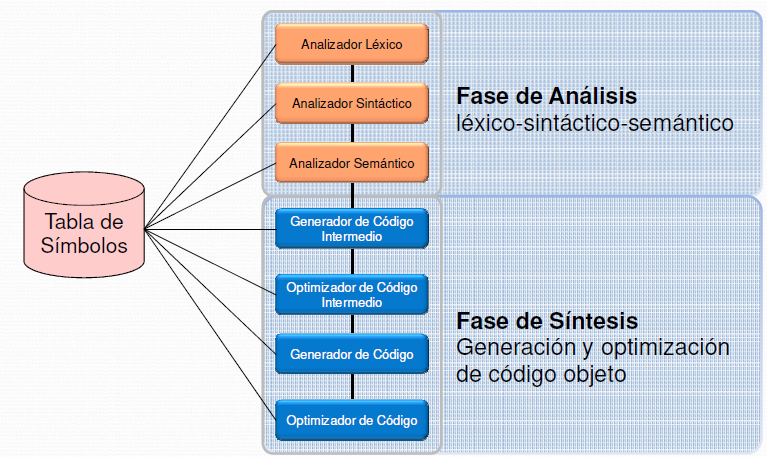 Analizador Léxico
Analizador Sintáctico
Analizador Semántico
Fase de Análisis
léxico-sintáctico-semántico
Tabla de
Símbolos
Generador de Código
Intermedio
Optimizador de Código
Intermedio
Generador de Código
Optimizador de Código
Fase de Síntesis
Generación y optimización
de código objeto